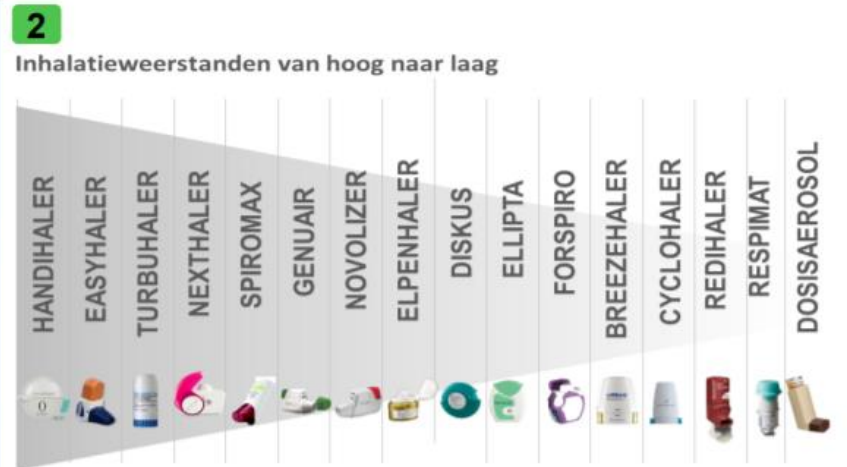 2
Inhalatieweerstanden van hoog naar laag
HANDIHALER
EASYHALER
TURBUHALER
NEXTHALER
SPIROMAX
GENUAIR
NOVOLIZER
ELPENHALER
DISKUS
ELLIPTA
FORSPIRO
BREEZEHALER
CYCLOHALER
REDIHALER
RESPIMAT
DOSISAEROSOL